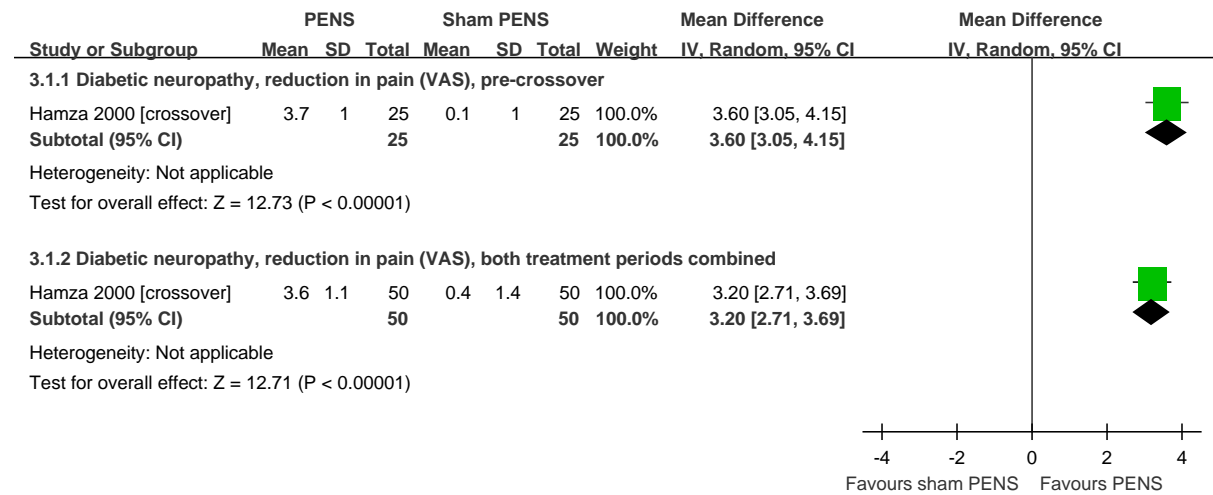 PENS Sham PENS Mean Difference Mean Difference
Study or Subgroup Mean SD Total Mean SD Total Weight IV, Random, 95% CI IV, Random, 95% CI
3.1.1 Diabetic neuropathy, reduction in pain (VAS), pre-crossover
Hamza 2000 [crossover] 3.7 1 25 0.1 1 25 100.0% 3.60 [3.05, 4.15]
Subtotal (95% CI) 25 25 100.0% 3.60 [3.05, 4.15]
Heterogeneity: Not applicable
Test for overall effect: Z = 12.73 (P < 0.00001)
3.1.2 Diabetic neuropathy, reduction in pain (VAS), both treatment periods combined
Hamza 2000 [crossover] 3.6 1.1 50 0.4 1.4 50 100.0% 3.20 [2.71, 3.69]
Subtotal (95% CI) 50 50 100.0% 3.20 [2.71, 3.69]
Heterogeneity: Not applicable
Test for overall effect: Z = 12.71 (P < 0.00001)
-4 -2 0 2 4
Favours sham PENS Favours PENS